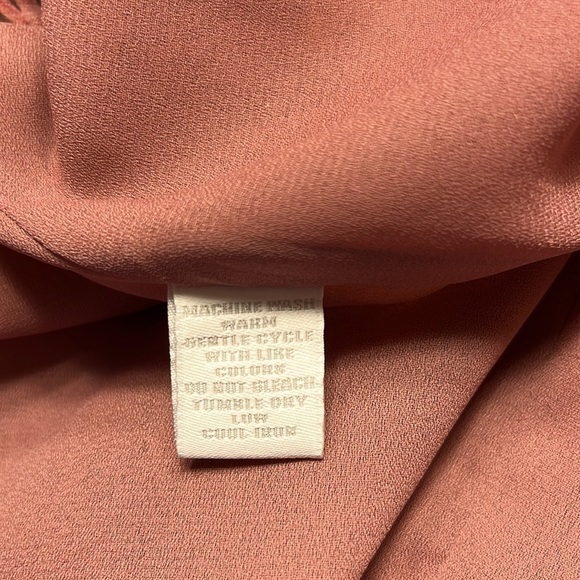 MACHINE WASH
WARM
GENTLE CYCLE
WITH LIKE
COLORS
DO NOT BLEACH
TUMBLE DRY
LOW
COOL IRON